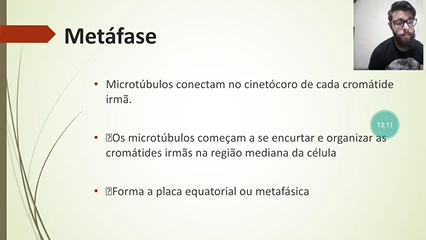 Metáfase
• Microtúbulos conectam no cinetócoro de cada cromátide
irmã.
• Os microtúbulos começam a se encurtar e organizar as
cromátides irmãs na região mediana da célula
• Forma a placa equatorial ou metafásica
13:11